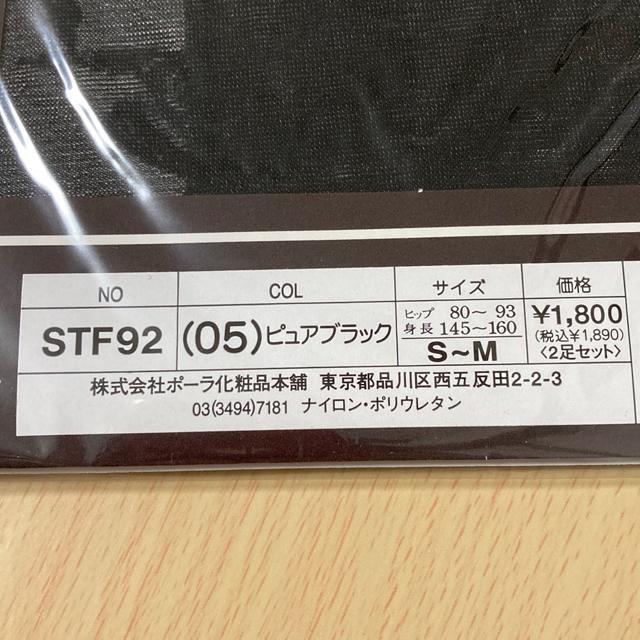 NO COL サイズ 価格
STF92 (05)ピュアブラック ヒップ 80～ 93 ¥1,800
身長 145～160 (税込¥1,890)
S～M 〈2足セット〉
株式会社ポーラ化粧品本舗 東京都品川区西五反田2-2-3
03(3494)7181 ナイロン・ポリウレタン